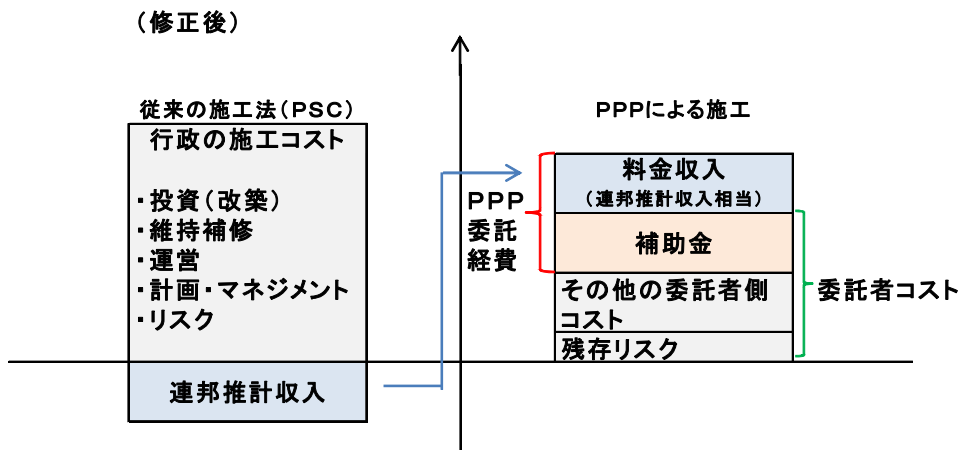 (修正後)
従来の施工法(PSC)
行政の施工コスト
・投資(改築)
・維持補修
・運営
・計画・マネジメント
・リスク
連邦推計収入
PPPによる施工
PPP
委託
経費
料金収入
(連邦推計収入相当)
補助金
その他の委託者側
コスト
残存リスク
委託者コスト